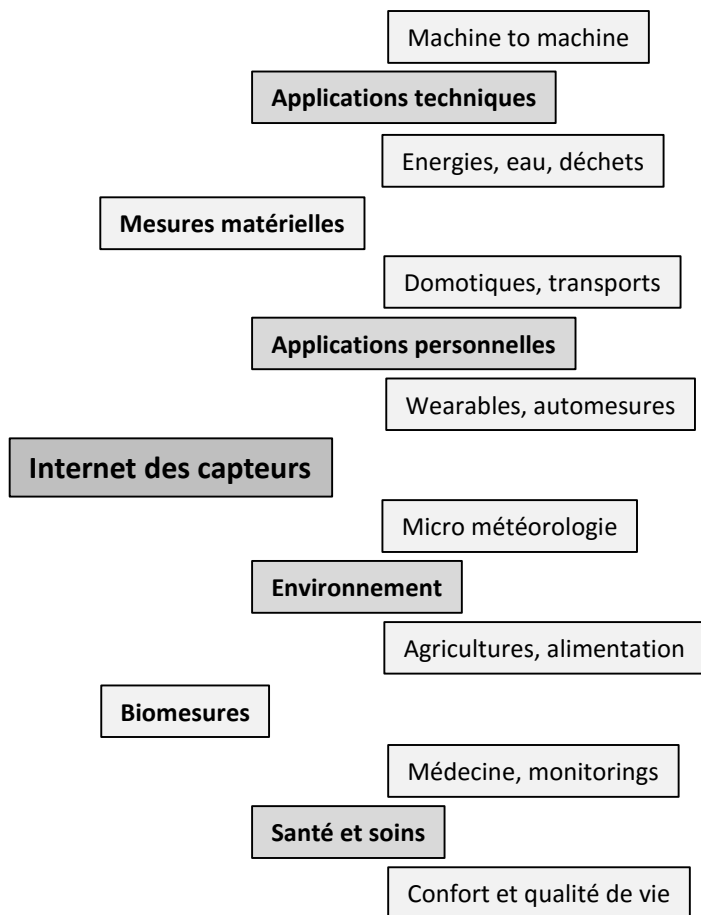 Machine to machine
Applications techniques
Energies, eau, déchets
Mesures matérielles
Domotiques, transports
Applications personnelles
Wearables, automesures
Internet des capteurs
Micro météorologie
Environnement
Agricultures, alimentation
Biomesures
Médecine, monitorings
Santé et soins
Confort et qualité de vie